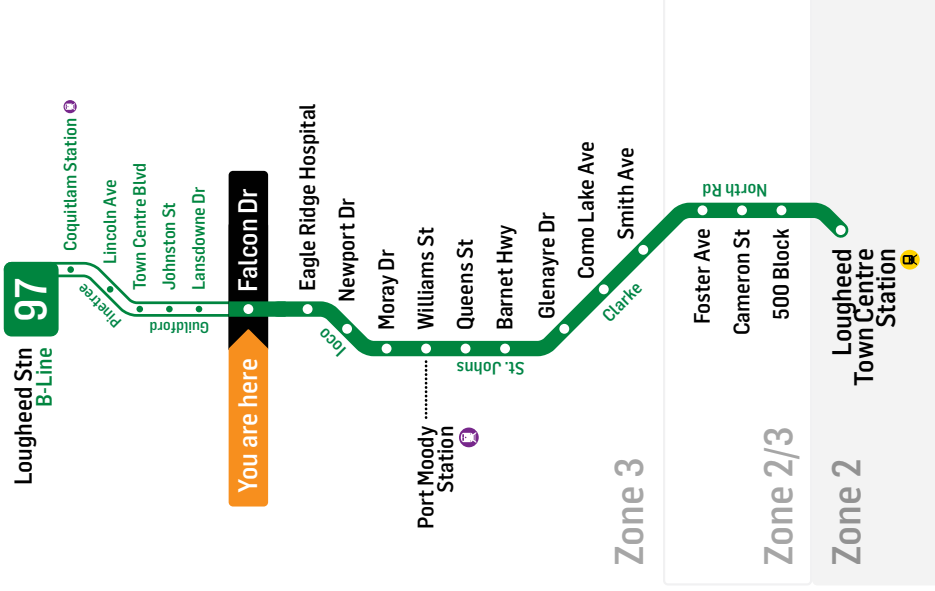 97
Lougheed Stn
B-Line
Coquitlam Station
Lincoln Ave
Town Centre Blvd
Johnston St
Lansdowne Dr
Pinetree
Guildford
Falcon Dr
You are here
Eagle Ridge Hospital
Newport Dr
Ioco
Moray Dr
Williams St
Port Moody
Station
Queens St
Barnet Hwy
St. Johns
Glenayre Dr
Como Lake Ave
Smith Ave
Clarke
Zone 3
North Rd
Foster Ave
Cameron St
500 Block
Zone 2/3
Lougheed
Town Centre
Station
Zone 2